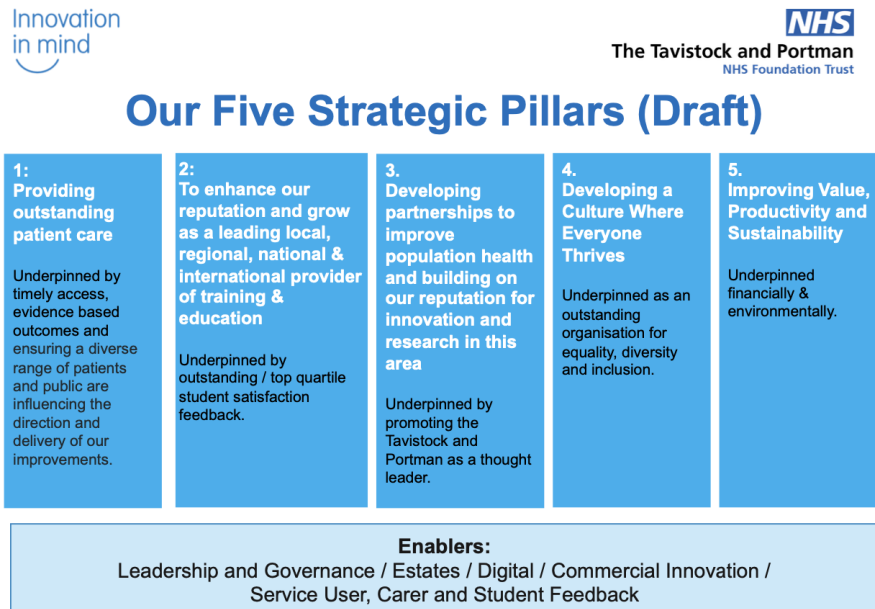 Innovation
in mind
NHS
The Tavistock and Portman
NHS Foundation Trust
Our Five Strategic Pillars (Draft)
1:
Providing
outstanding
patient care
Underpinned by
timely access,
evidence based
outcomes and
ensuring a diverse
range of patients
and public are
influencing the
direction and
delivery of our
improvements.
2:
To enhance our
reputation and grow
as a leading local,
regional, national &
international provider
of training &
education
Underpinned by
outstanding / top quartile
student satisfaction
feedback.
3.
Developing
partnerships to
improve
population health
and building on
our reputation for
innovation and
research in this
area
Underpinned by
promoting the
Tavistock and
Portman as a thought
leader.
4.
Developing a
Culture Where
Everyone
Thrives
Underpinned as an
outstanding
organisation for
equality, diversity
and inclusion.
5.
Improving Value,
Productivity and
Sustainability
Underpinned
financially &
environmentally.
Enablers:
Leadership and Governance / Estates / Digital / Commercial Innovation /
Service User, Carer and Student Feedback